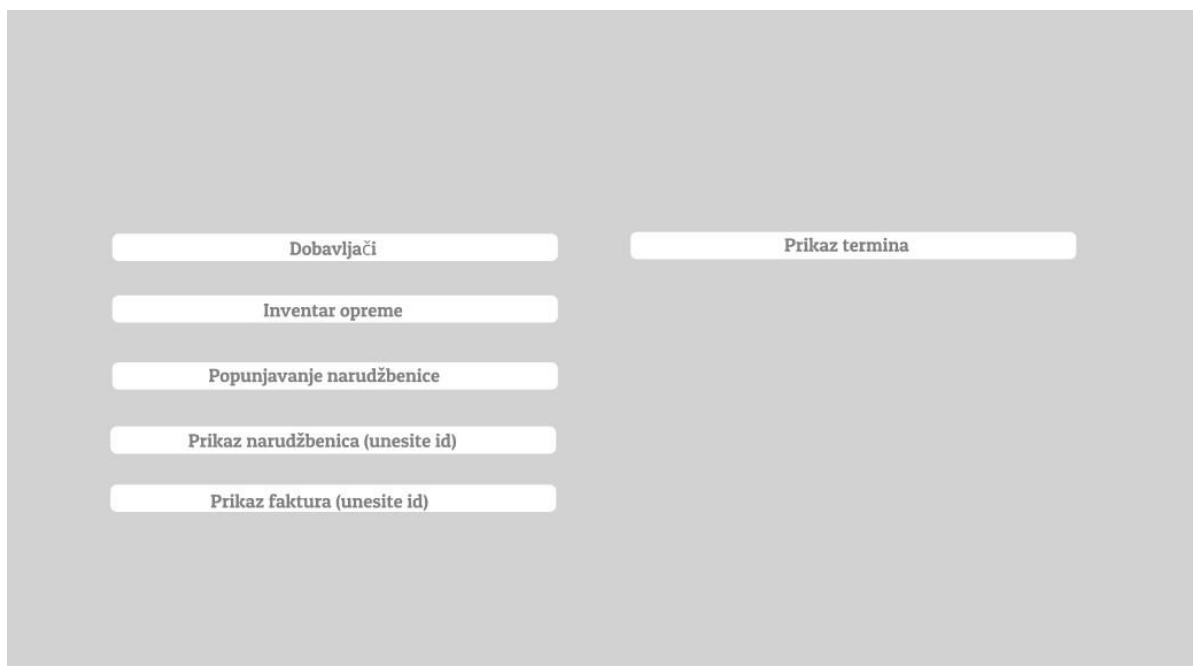 Dobavljači
Inventar opreme
Popunjavanje narudžbenice
Prikaz narudžbenica (unesite id)
Prikaz faktura (unesite id)
Prikaz termina